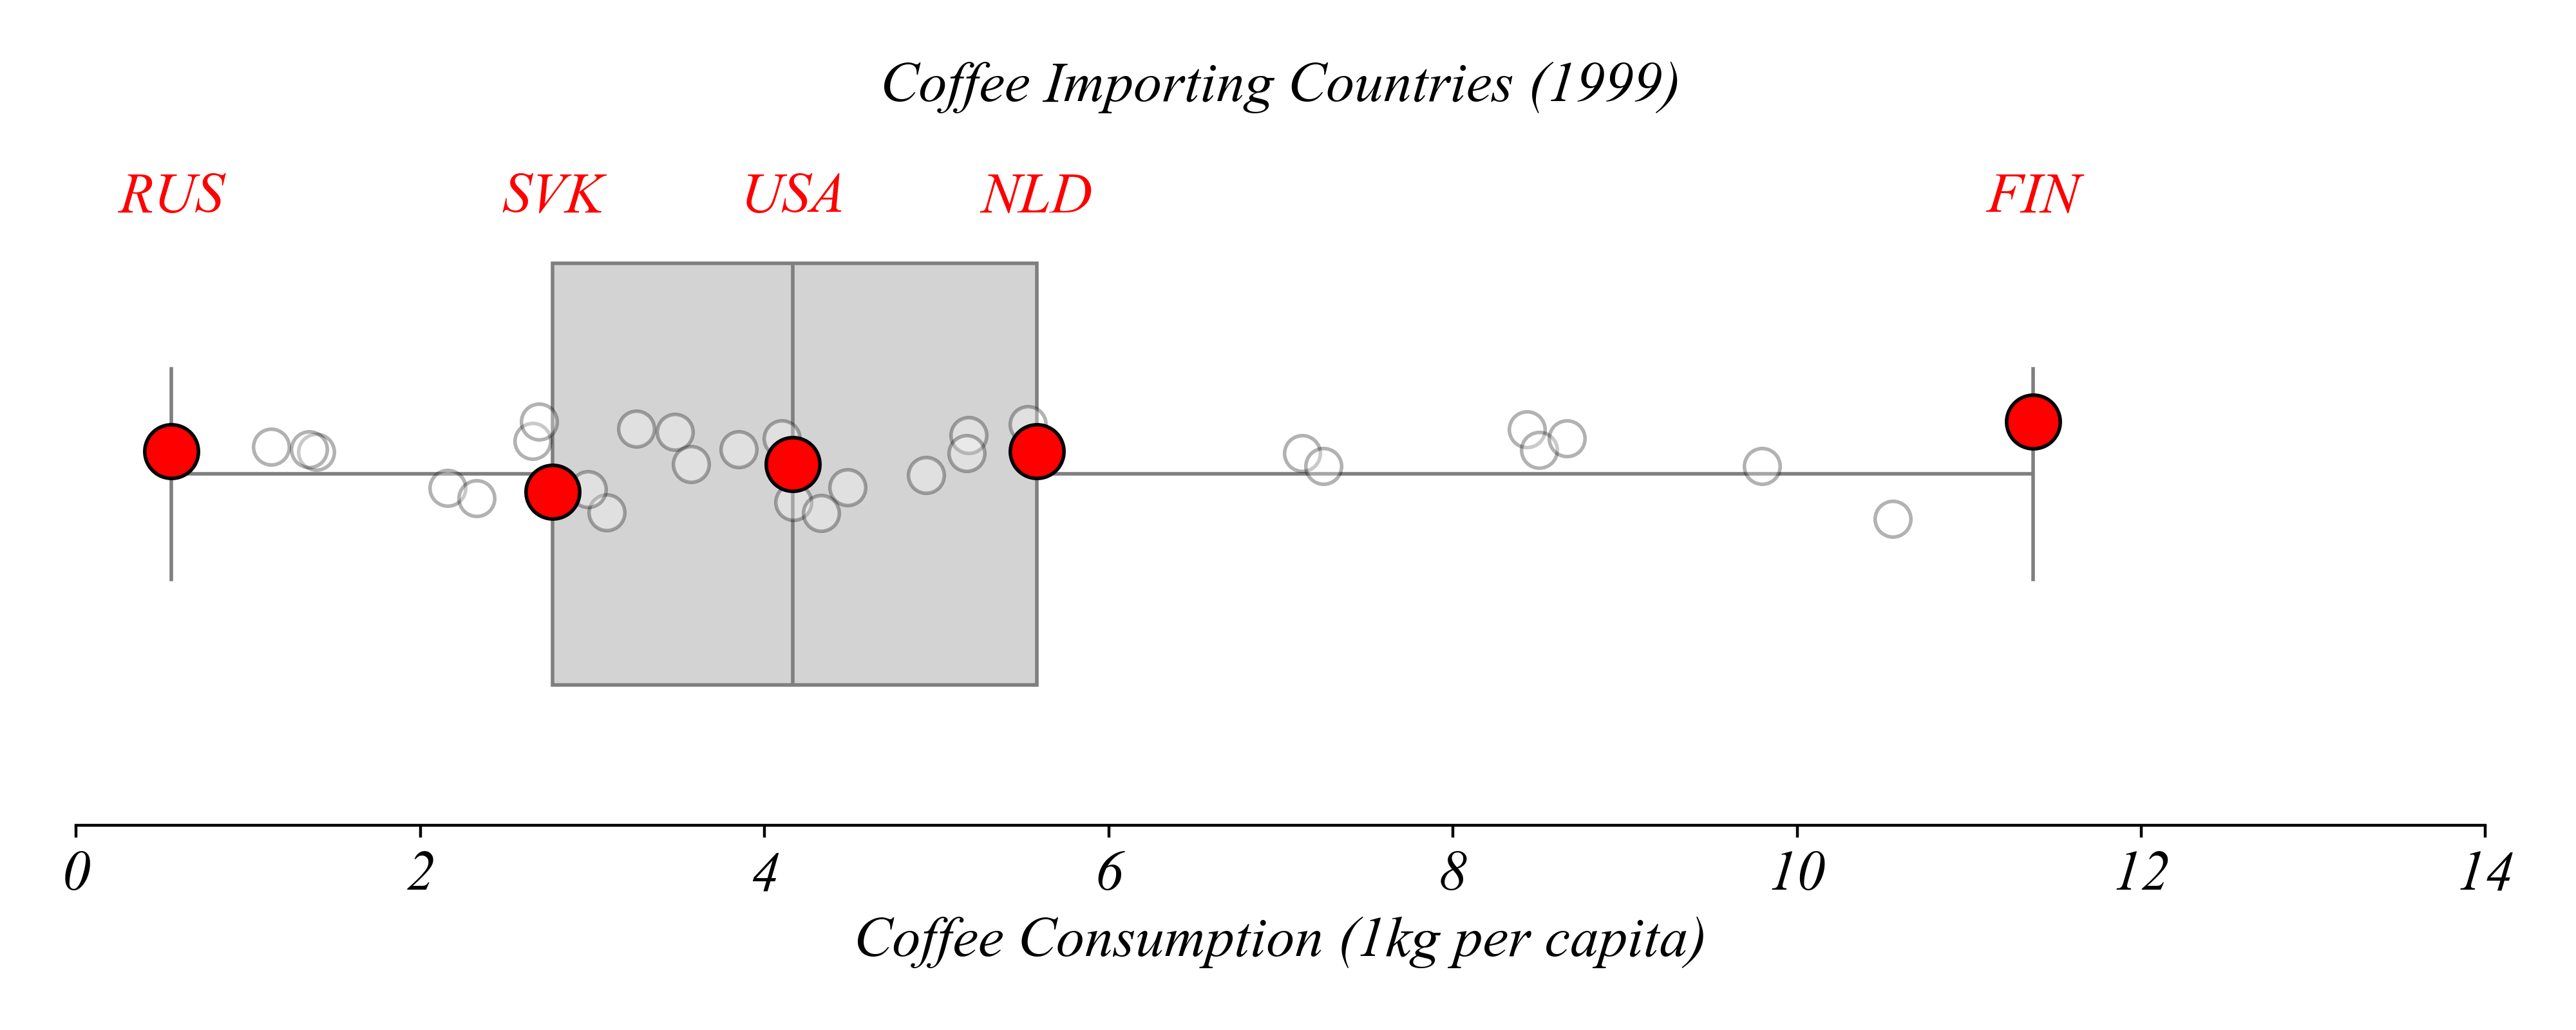 Coffee Importing Countries (1999)
RUS SVK USA NLD FIN
0 2 4 6 8 10 12 14
Coffee Consumption (1kg per capita)